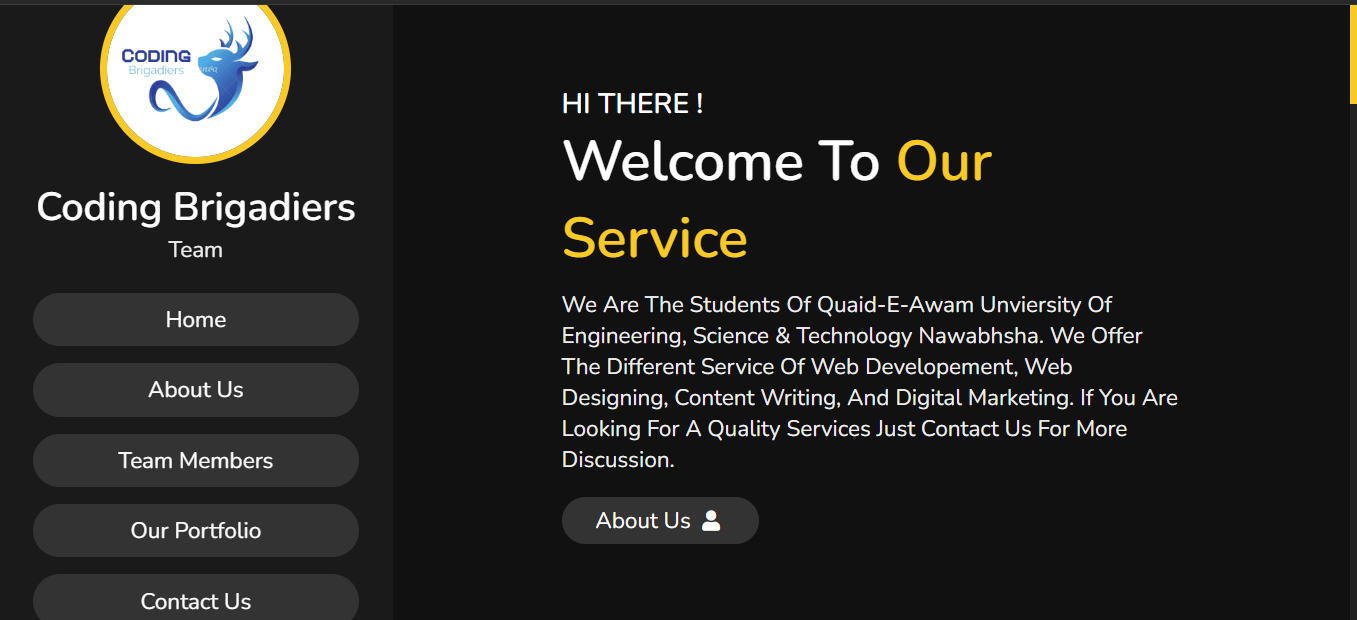 CODING
Brigadiers
Coding Brigadiers
Team
Home
About Us
Team Members
Our Portfolio
Contact Us
HI THERE !
Welcome To Our
Service
We Are The Students Of Quaid-E-Awam Unviersity Of
Engineering, Science & Technology Nawabhsha. We Offer
The Different Service Of Web Developement, Web
Designing, Content Writing, And Digital Marketing. If You Are
Looking For A Quality Services Just Contact Us For More
Discussion.
About Us